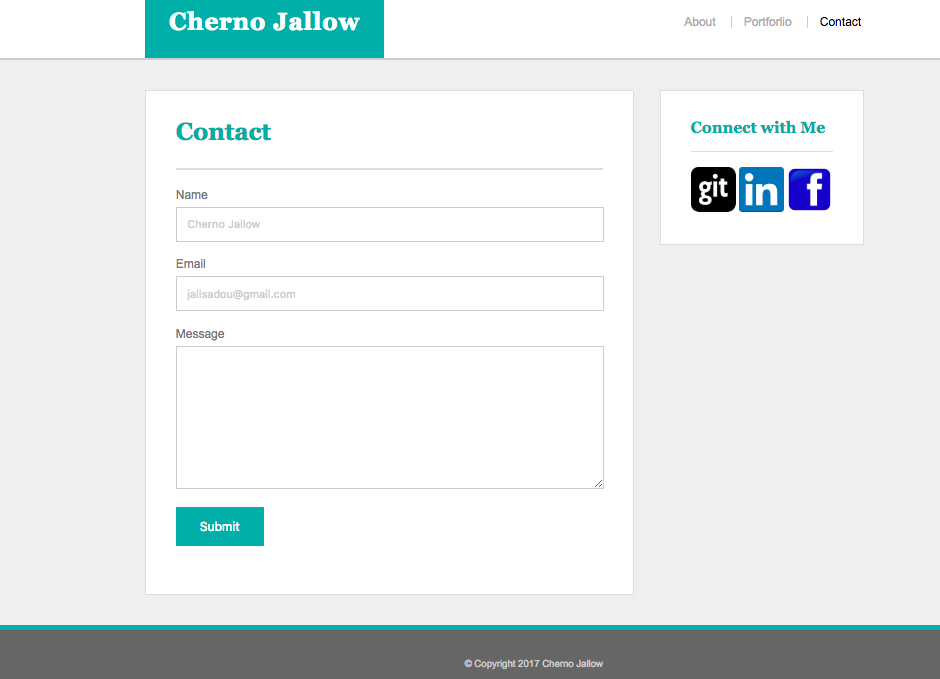 Cherno Jallow
About
Portforlio
Contact
Contact
Name
Cherno Jallow
Email
jallsadou@gmail.com
Message
Submit
Connect with Me
git
in
f
© Copyright 2017 Cherno Jallow